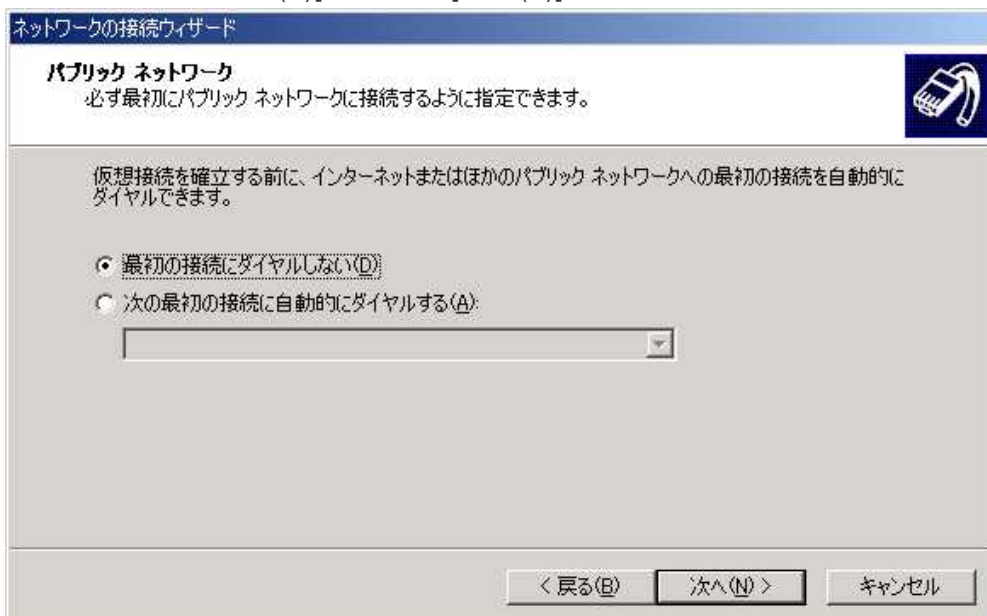 ネットワークの接続ウィザード
パブリック ネットワーク
必ず最初にパブリック ネットワークに接続するように指定できます。
仮想接続を確立する前に、インターネットまたはほかのパブリック ネットワークへの最初の接続を自動的に
ダイヤルできます。
最初の接続にダイヤルしない(D)
次の最初の接続に自動的にダイヤルする(A):
< 戻る(B) 次へ(N) > キャンセル